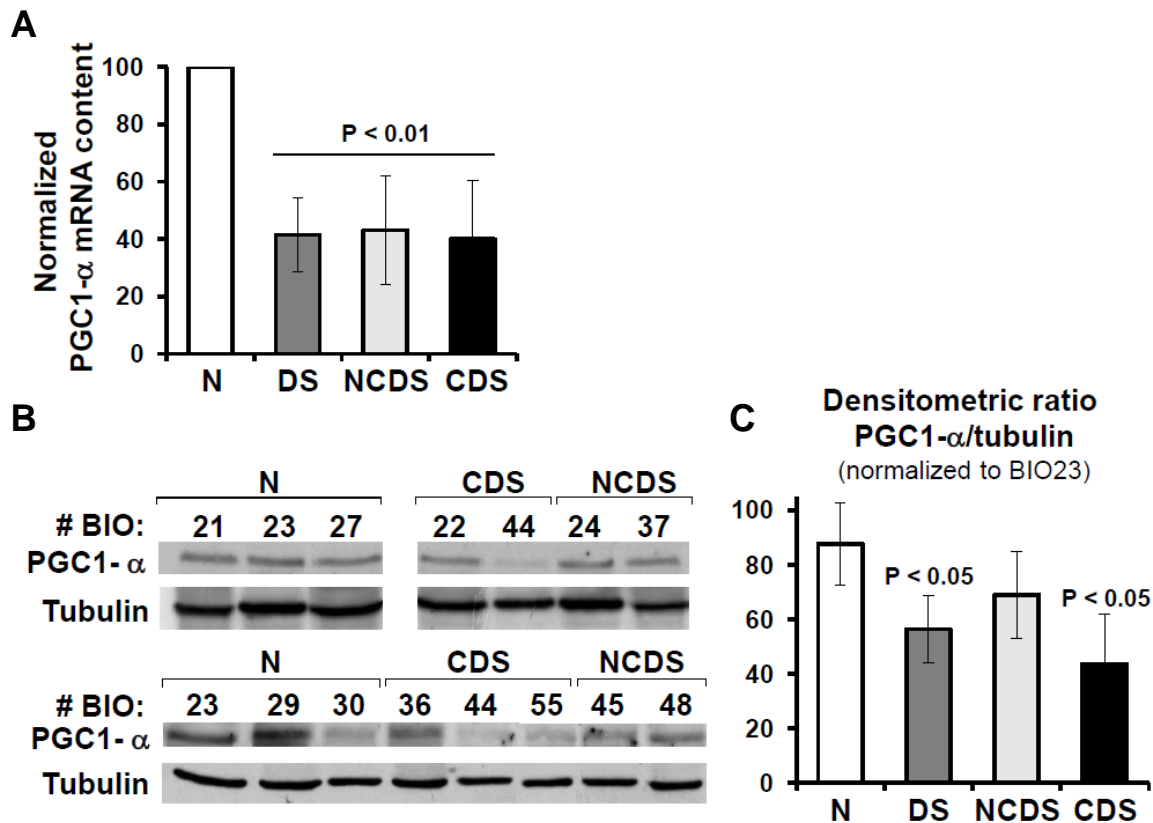 A
Normalized
PGC1-α mRNA content
100
80
60
40
20
0
P < 0.01
N DS NCDS CDS
B
N CDS NCDS
# BIO: 21 23 27 22 44 24 37
PGC1- α
Tubulin
N CDS NCDS
# BIO: 23 29 30 36 44 55 45 48
PGC1- α
Tubulin
C
Densitometric ratio
PGC1-α/tubulin
(normalized to BIO23)
100
80
60
40
20
0
P < 0.05
P < 0.05
N DS NCDS CDS